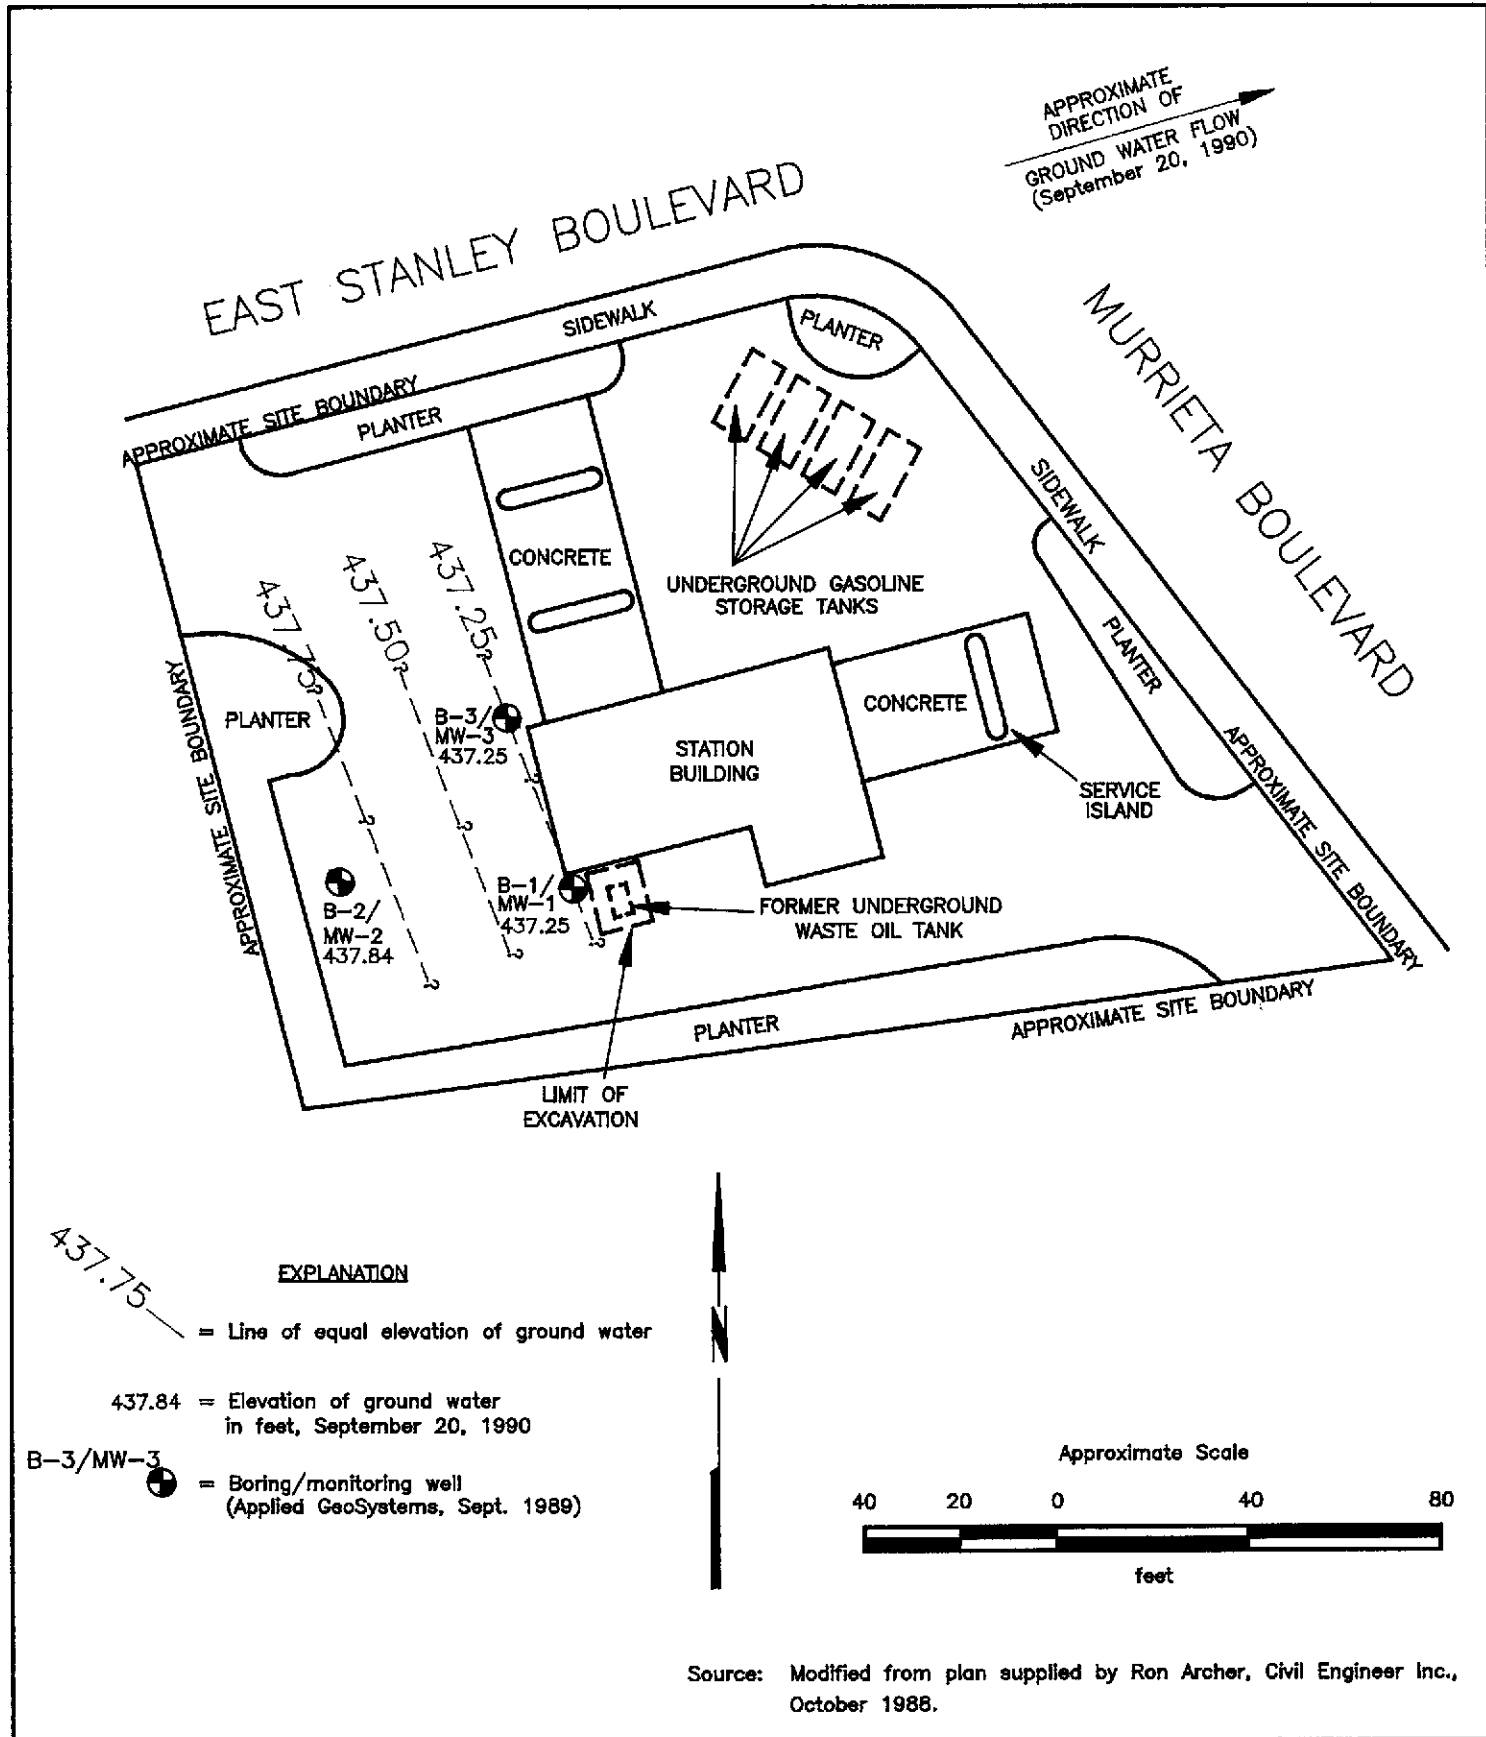 APPROXIMATE
DIRECTION OF
GROUND WATER FLOW
(September 20, 1990)
EAST STANLEY BOULEVARD
MURRIETA BOULEVARD
SIDEWALK
PLANTER
APPROXIMATE SITE BOUNDARY
PLANTER
SIDEWALK
CONCRETE
437.75
437.50
437.25
?
?
?
UNDERGROUND GASOLINE
STORAGE TANKS
PLANTER
PLANTER
APPROXIMATE SITE BOUNDARY
B-3/
MW-3
437.25
STATION
BUILDING
CONCRETE
SERVICE
ISLAND
APPROXIMATE SITE BOUNDARY
?
?
?
B-2/
MW-2
437.84
B-1/
MW-1
437.25
FORMER UNDERGROUND
WASTE OIL TANK
?
?
?
PLANTER
APPROXIMATE SITE BOUNDARY
LIMIT OF
EXCAVATION
437.75
EXPLANATION
= Line of equal elevation of ground water
437.84 = Elevation of ground water
in feet, September 20, 1990
B-3/MW-3
= Boring/monitoring well
(Applied GeoSystems, Sept. 1989)
N
Approximate Scale
40 20 0 40 80
feet
Source: Modified from plan supplied by Ron Archer, Civil Engineer Inc.,
October 1988.